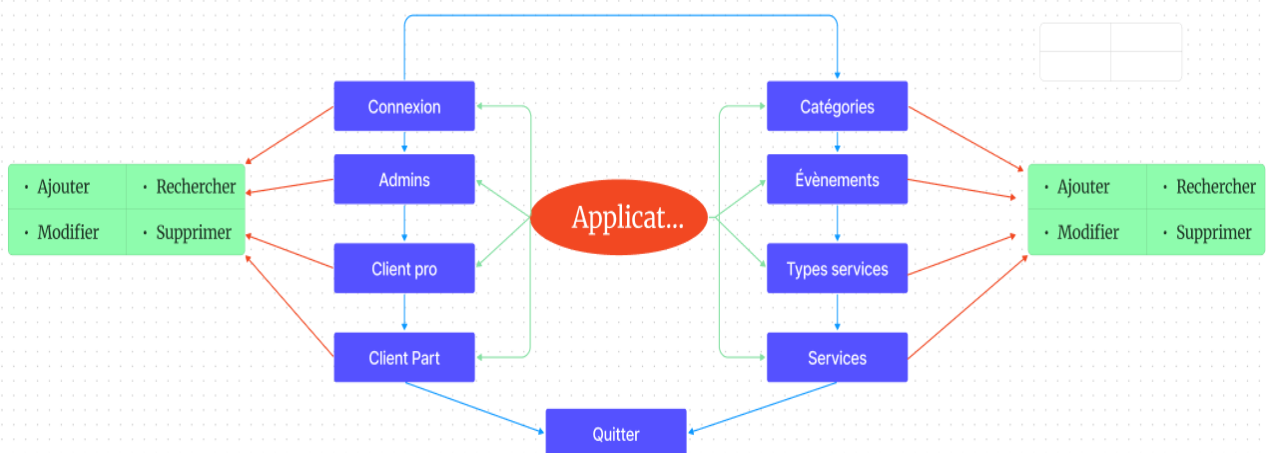 Connexion
Catégories
Admins
Évènements
• Ajouter
• Rechercher
• Modifier
• Supprimer
Applicat...
• Ajouter
• Rechercher
• Modifier
• Supprimer
Client pro
Types services
Client Part
Services
Quitter